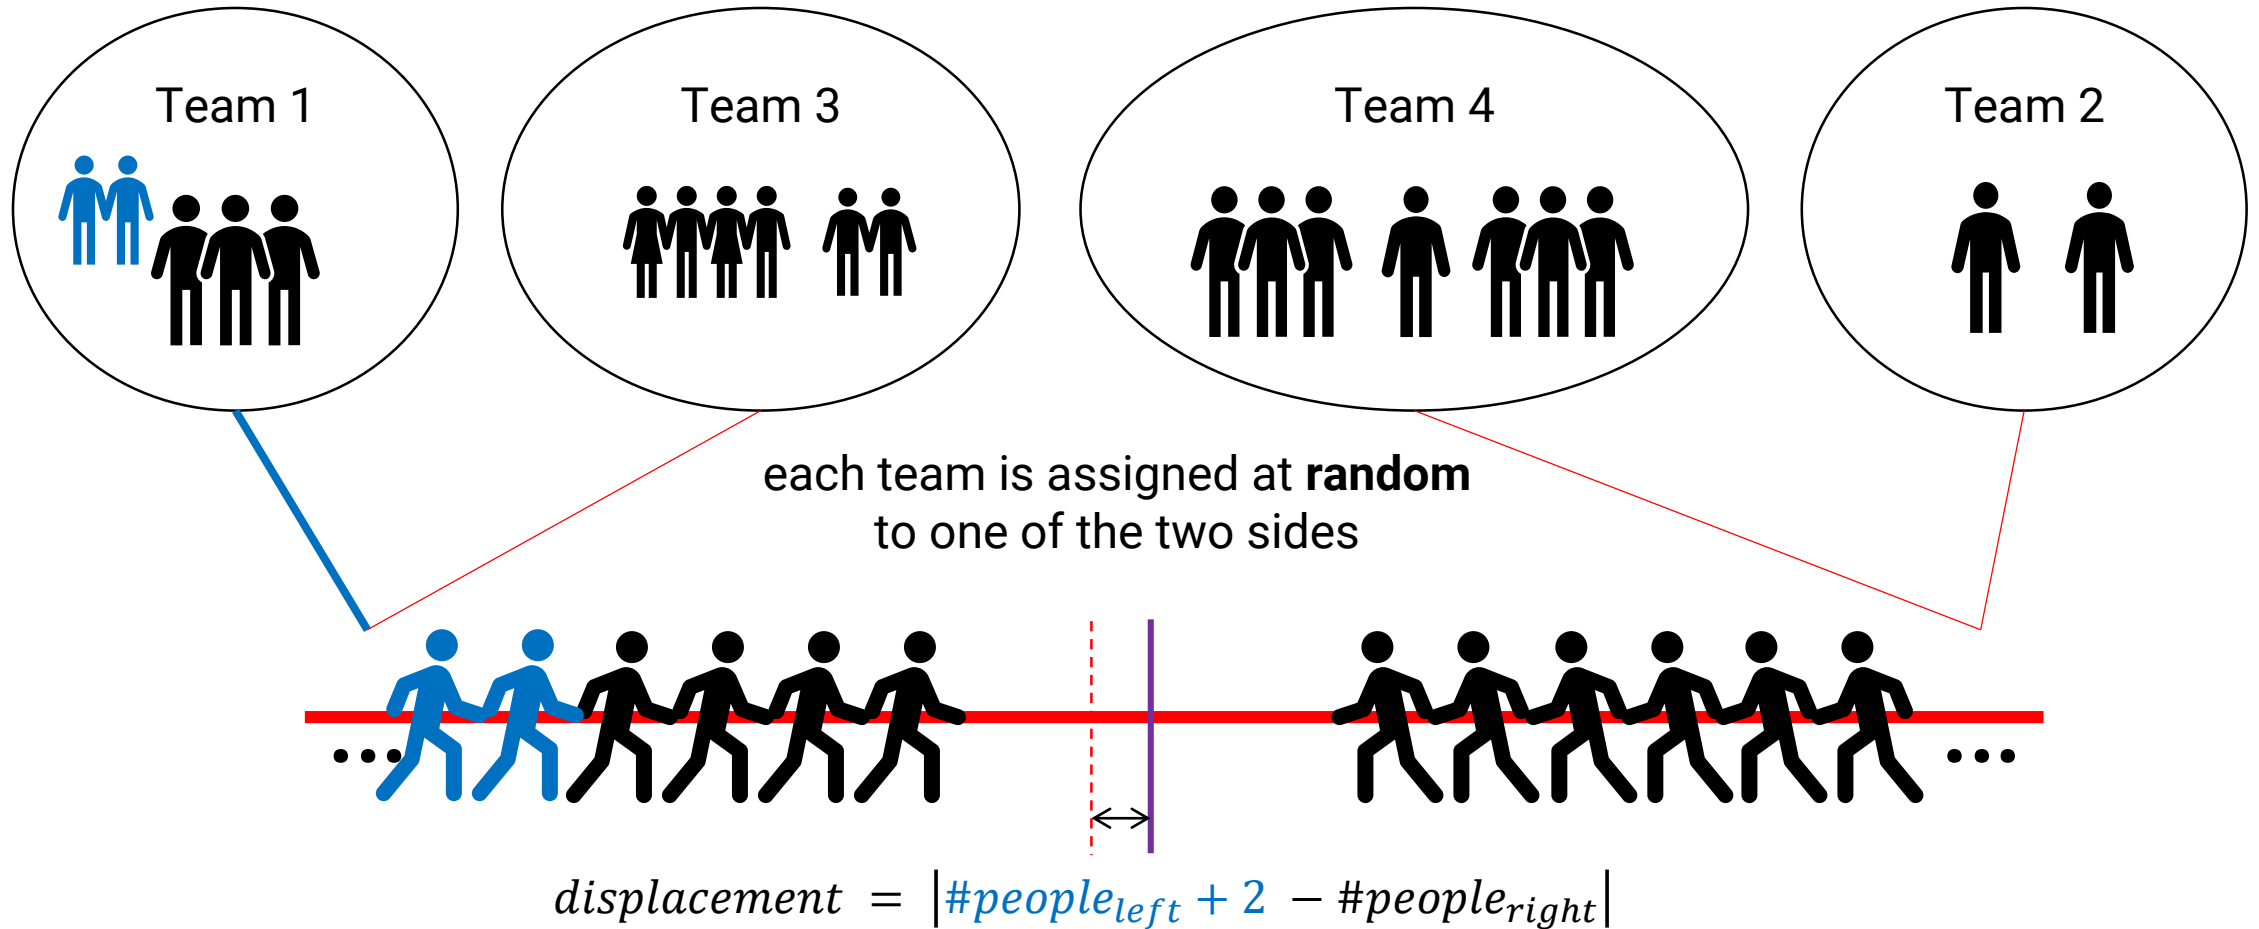 Team 1
Team 3
Team 4
Team 2
each team is assigned at random
to one of the two sides
... ...
displacement = |#people_left + 2 − #people_right|